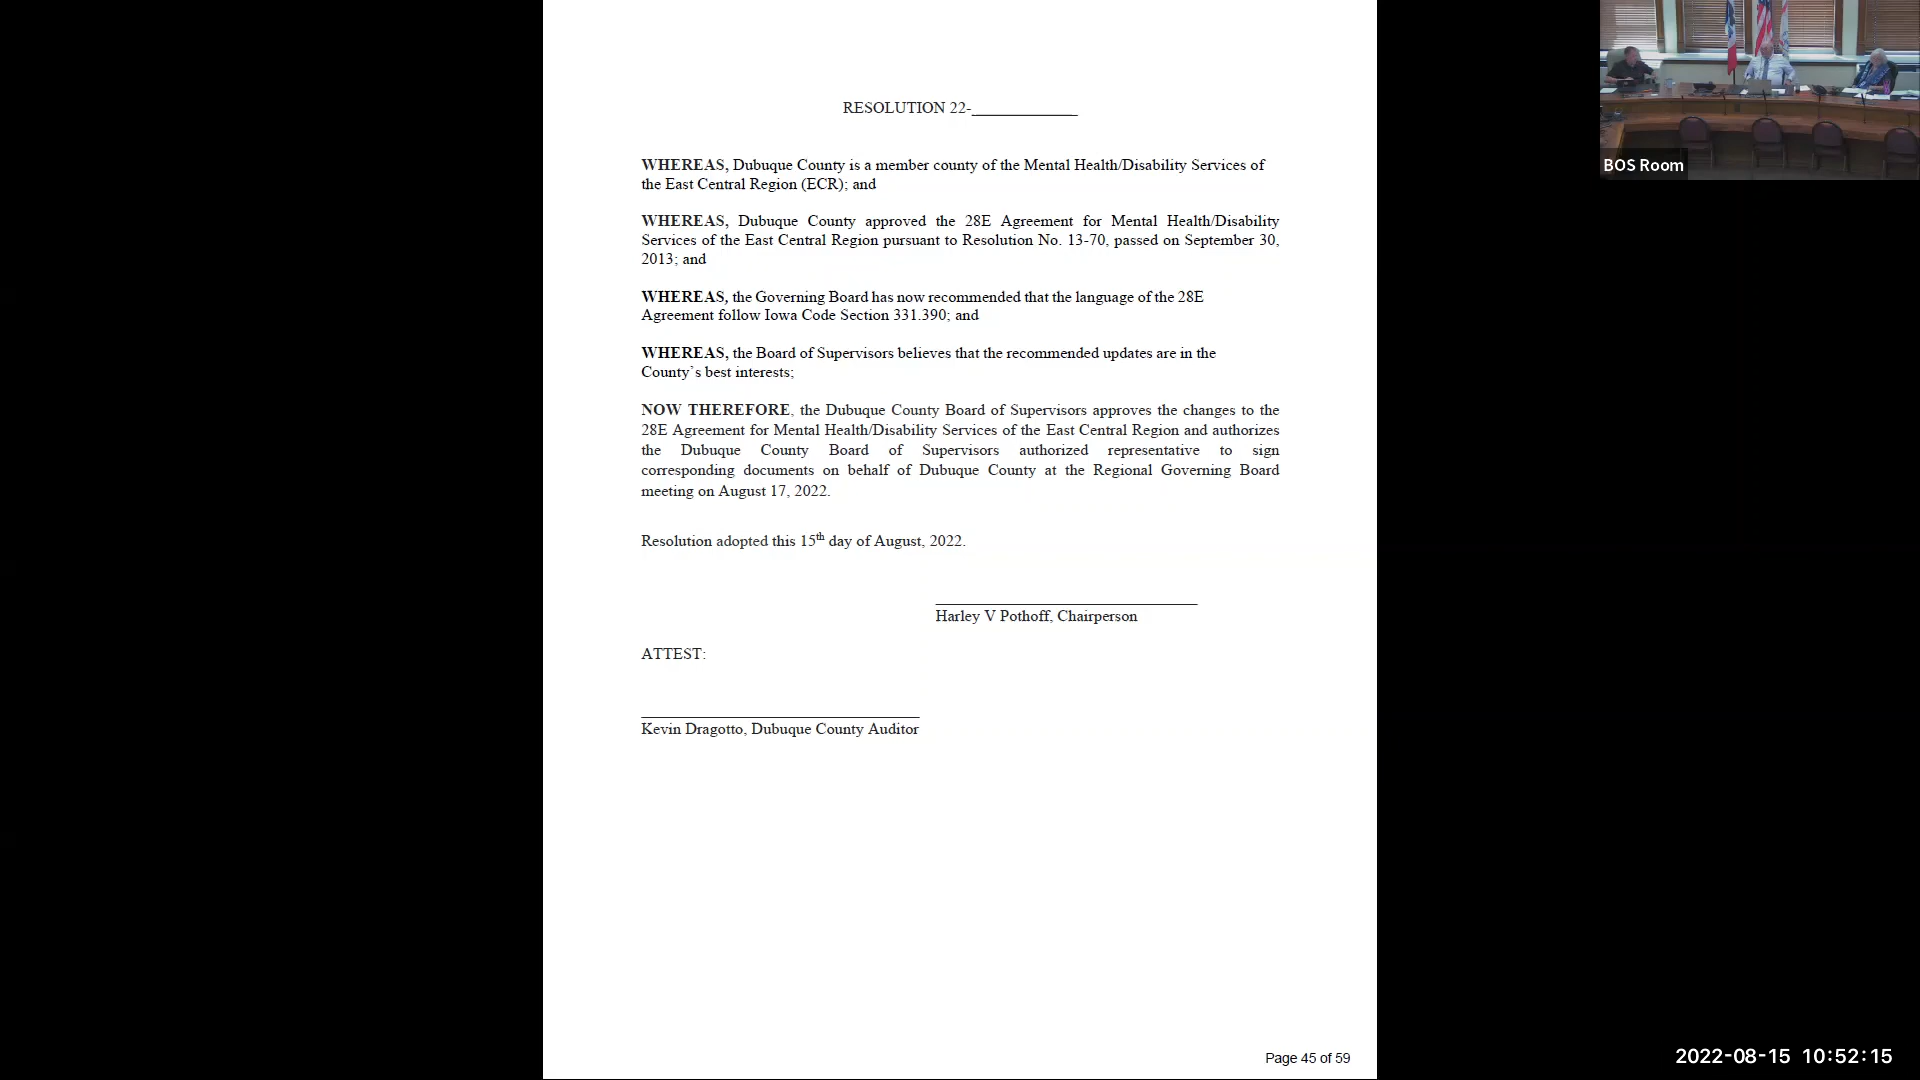 RESOLUTION 22-_____________
WHEREAS, Dubuque County is a member county of the Mental Health/Disability Services of
the East Central Region (ECR); and
WHEREAS, Dubuque County approved the 28E Agreement for Mental Health/Disability
Services of the East Central Region pursuant to Resolution No. 13-70, passed on September 30,
2013; and
WHEREAS, the Governing Board has now recommended that the language of the 28E
Agreement follow Iowa Code Section 331.390; and
WHEREAS, the Board of Supervisors believes that the recommended updates are in the
County's best interests;
NOW THEREFORE, the Dubuque County Board of Supervisors approves the changes to the
28E Agreement for Mental Health/Disability Services of the East Central Region and authorizes
the Dubuque County Board of Supervisors authorized representative to sign
corresponding documents on behalf of Dubuque County at the Regional Governing Board
meeting on August 17, 2022.
Resolution adopted this 15th day of August, 2022.
Harley V Pothoff, Chairperson
ATTEST:
Kevin Dragotto, Dubuque County Auditor
Page 45 of 59
BOS Room
2022-08-15 10:52:15